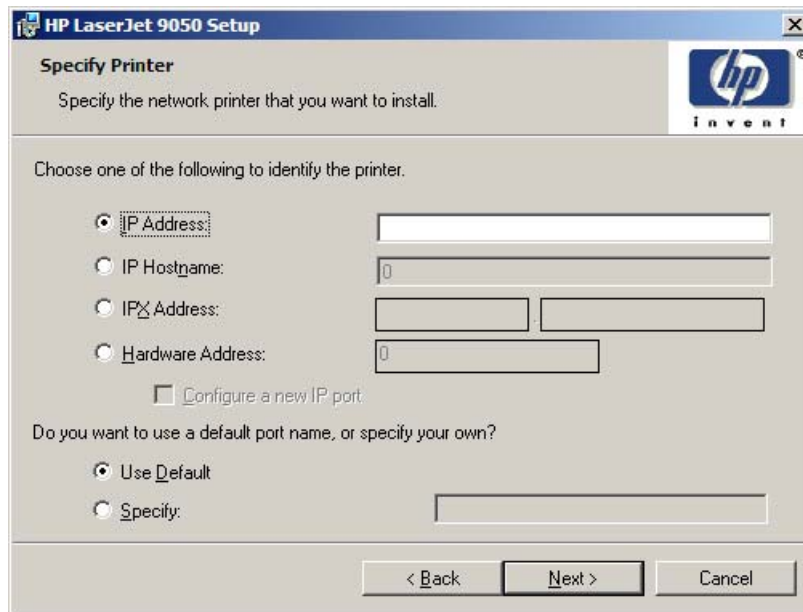 HP LaserJet 9050 Setup
Specify Printer
Specify the network printer that you want to install.
hp
®
invent
Choose one of the following to identify the printer.
IP Address:
IP Hostname: 0
IPX Address: .
Hardware Address: 0
Configure a new IP port
Do you want to use a default port name, or specify your own?
Use Default
Specify:
< Back Next > Cancel